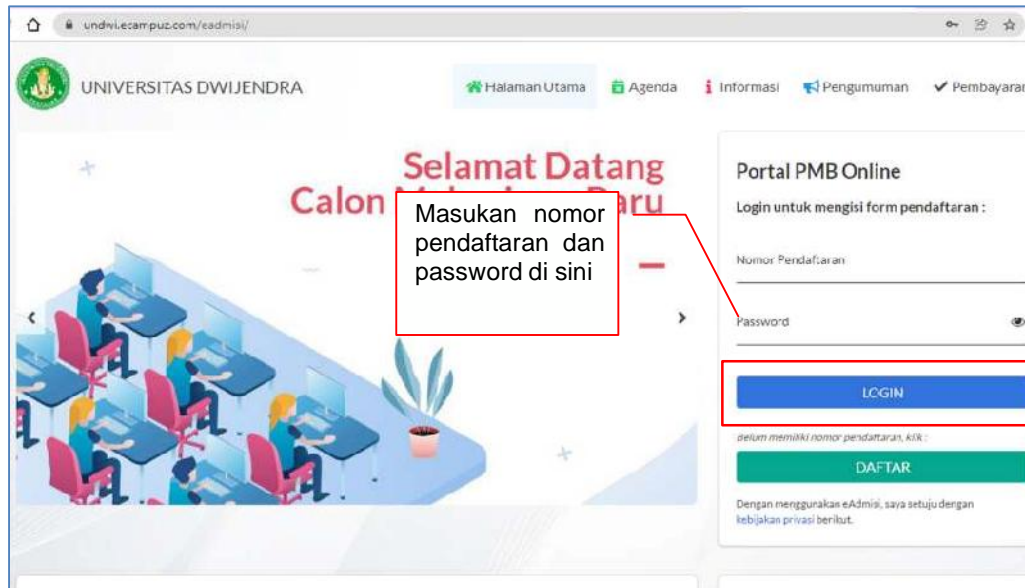 undwi.ecampuz.com/eadmisi/
UNIVERSITAS DWIJENDRA
Halaman Utama
Agenda
Informasi
Pengumuman
Pembayaran
Selamat Datang
Calon
aru
Masukan nomor
pendaftaran dan
password di sini
Portal PMB Online
Login untuk mengisi form pendaftaran :
Nomor Pendaftaran
Password
LOGIN
Belum memiliki nomor pendaftaran, klik :
DAFTAR
Dengan menggunakan eAdmisi, saya setuju dengan
kebijakan privasi berikut.